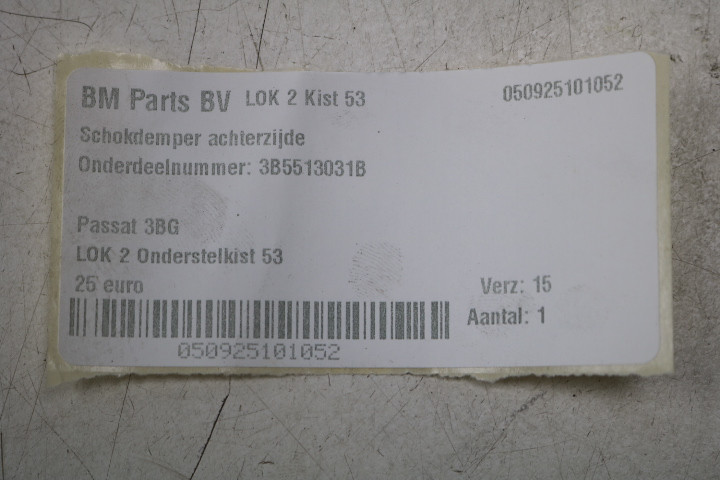 BM Parts BV LOK 2 Kist 53 050925101052
Schokdemper achterzijde
Onderdeelnummer: 3B5513031B
Passat 3BG
LOK 2 Onderstelkist 53
25 euro Verz: 15
Aantal: 1
050925101052